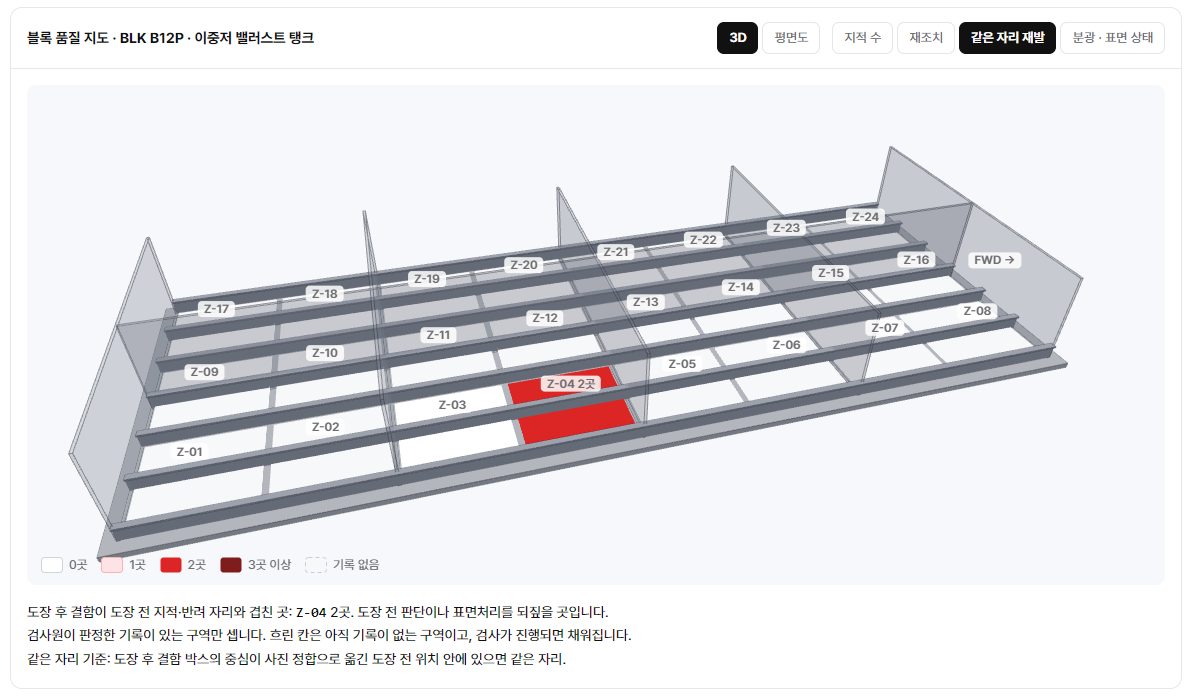 블록 품질 지도 · BLK B12P · 이중저 밸러스트 탱크
3D 평면도 지적 수 재조치 같은 자리 재발 분광 · 표면 상태
Z-24
Z-23
Z-22
Z-21
Z-20
Z-19
Z-18
Z-17
FWD →
Z-16
Z-15
Z-14
Z-13
Z-12
Z-11
Z-10
Z-09
Z-08
Z-07
Z-06
Z-05
Z-04 2곳
Z-03
Z-02
Z-01
0곳 1곳 2곳 3곳 이상 기록 없음
도장 후 결함이 도장 전 지적·반려 자리와 겹친 곳: Z-04 2곳. 도장 전 판단이나 표면처리를 되짚을 곳입니다.
검사원이 판정한 기록이 있는 구역만 셉니다. 흐린 칸은 아직 기록이 없는 구역이고, 검사가 진행되면 채워집니다.
같은 자리 기준: 도장 후 결함 박스의 중심이 사진 정합으로 옮긴 도장 전 위치 안에 있으면 같은 자리.